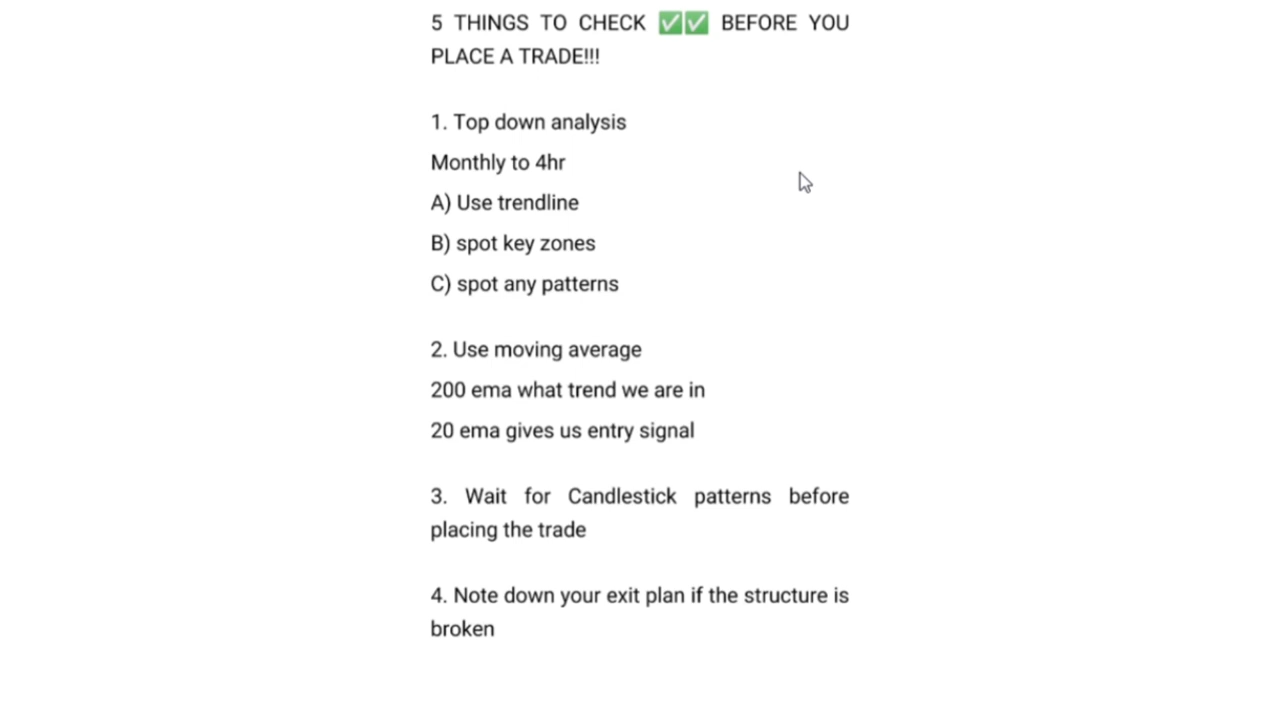 5 THINGS TO CHECK ✅✅ BEFORE YOU
PLACE A TRADE!!!
1. Top down analysis
Monthly to 4hr
A) Use trendline
B) spot key zones
C) spot any patterns
2. Use moving average
200 ema what trend we are in
20 ema gives us entry signal
3. Wait for Candlestick patterns before
placing the trade
4. Note down your exit plan if the structure is
broken